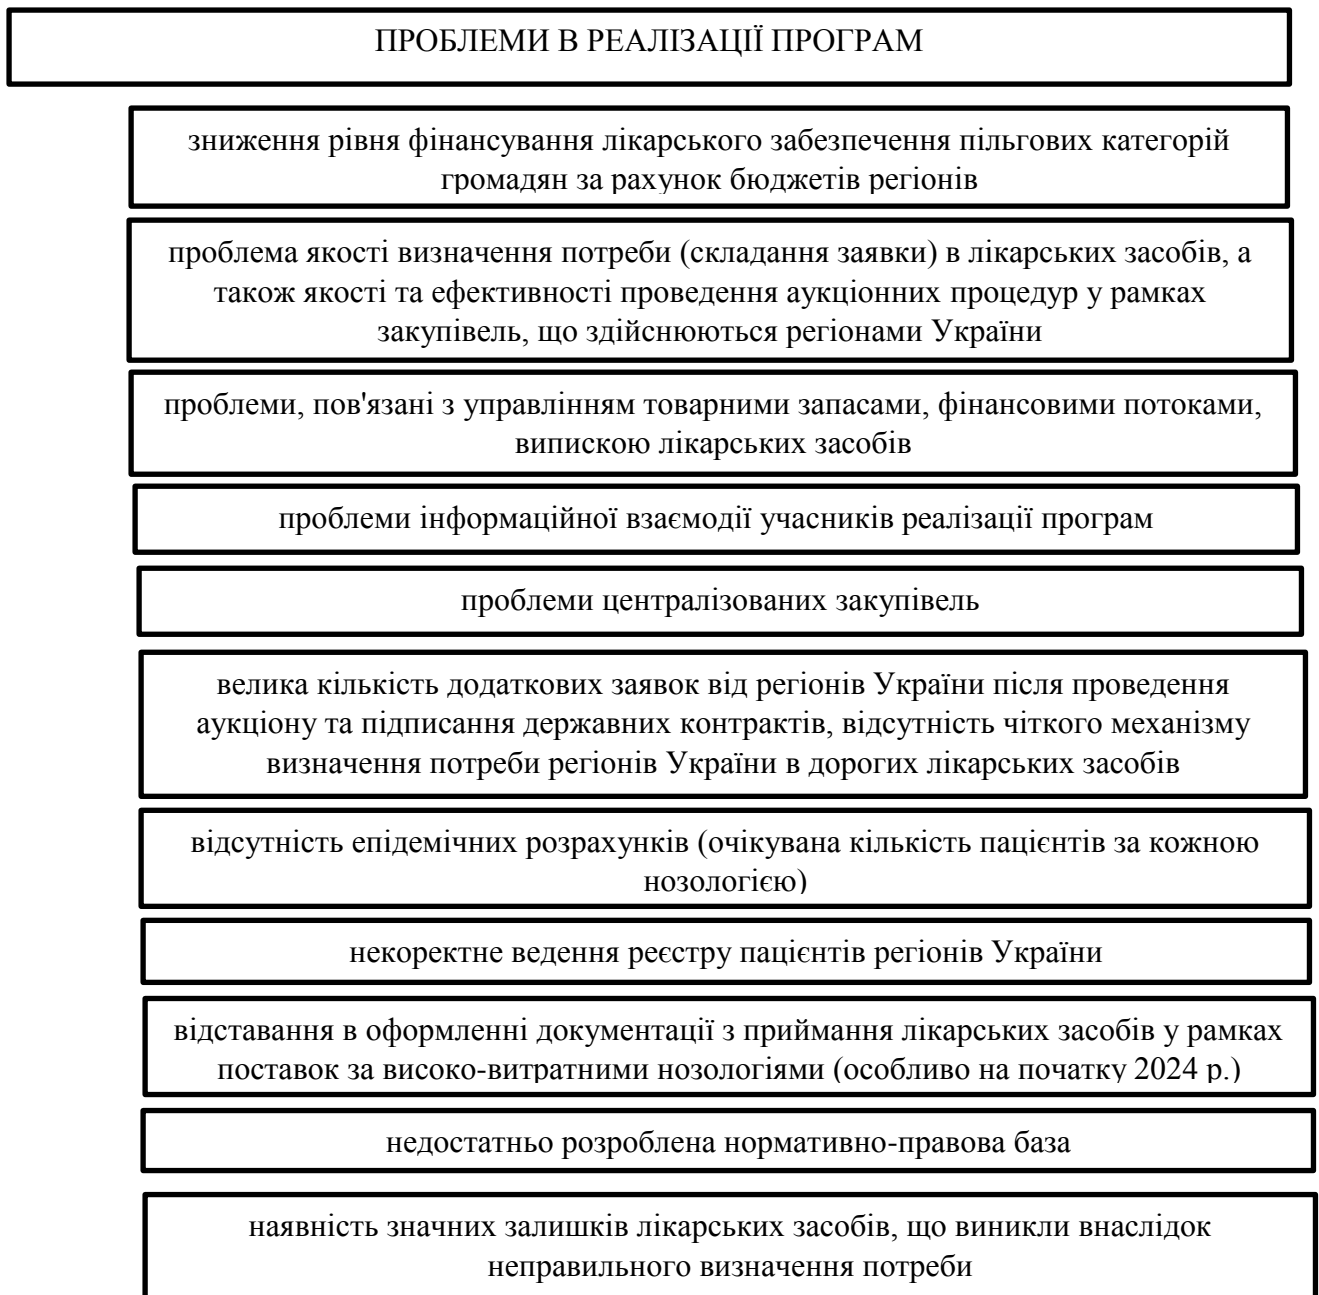 ПРОБЛЕМИ В РЕАЛІЗАЦІЇ ПРОГРАМ
зниження рівня фінансування лікарського забезпечення пільгових категорій
громадян за рахунок бюджетів регіонів
проблема якості визначення потреби (складання заявки) в лікарських засобів, а
також якості та ефективності проведення аукціонних процедур у рамках
закупівель, що здійснюються регіонами України
проблеми, пов'язані з управлінням товарними запасами, фінансовими потоками,
випискою лікарських засобів
проблеми інформаційної взаємодії учасників реалізації програм
проблеми централізованих закупівель
велика кількість додаткових заявок від регіонів України після проведення
аукціону та підписання державних контрактів, відсутність чіткого механізму
визначення потреби регіонів України в дорогих лікарських засобів
відсутність епідемічних розрахунків (очікувана кількість пацієнтів за кожною
нозологією)
некоректне ведення реєстру пацієнтів регіонів України
відставання в оформленні документації з приймання лікарських засобів у рамках
поставок за високо-витратними нозологіями (особливо на початку 2024 р.)
недостатньо розроблена нормативно-правова база
наявність значних залишків лікарських засобів, що виникли внаслідок
неправильного визначення потреби